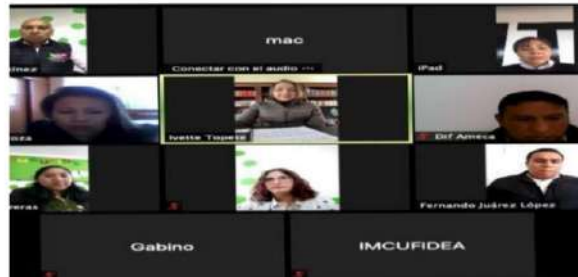 mac
Conectar con el audio
iPad
Ivette Topete
Dif Ameca
Fernando Juárez López
Gabino
IMCUFIDEA